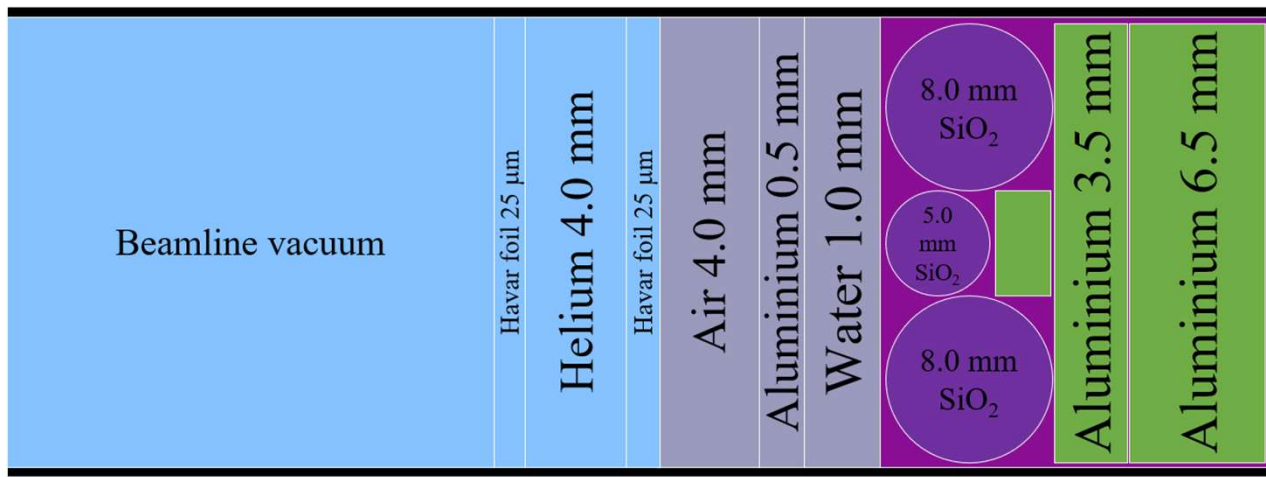 Beamline vacuum
Havar foil 25 μm
Helium 4.0 mm
Havar foil 25 μm
Air 4.0 mm
Aluminium 0.5 mm
Water 1.0 mm
8.0 mm
SiO₂
5.0
mm
SiO₂
8.0 mm
SiO₂
Aluminium 3.5 mm
Aluminium 6.5 mm